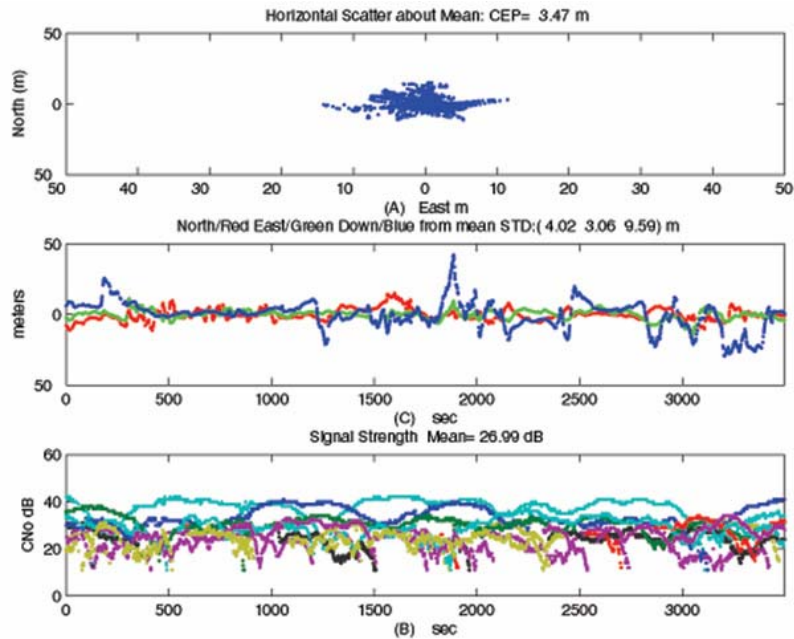 Horizontal Scatter about Mean: CEP= 3.47 m
North (m)
50
0
50
50 40 30 20 10 0 10 20 30 40 50
(A) East m
North/Red East/Green Down/Blue from mean STD:( 4.02 3.06 9.59) m
meters
50
0
50
0 500 1000 1500 2000 2500 3000
(C) sec
Signal Strength Mean= 26.99 dB
CNo dB
60
40
20
0
0 500 1000 1500 2000 2500 3000
(B) sec